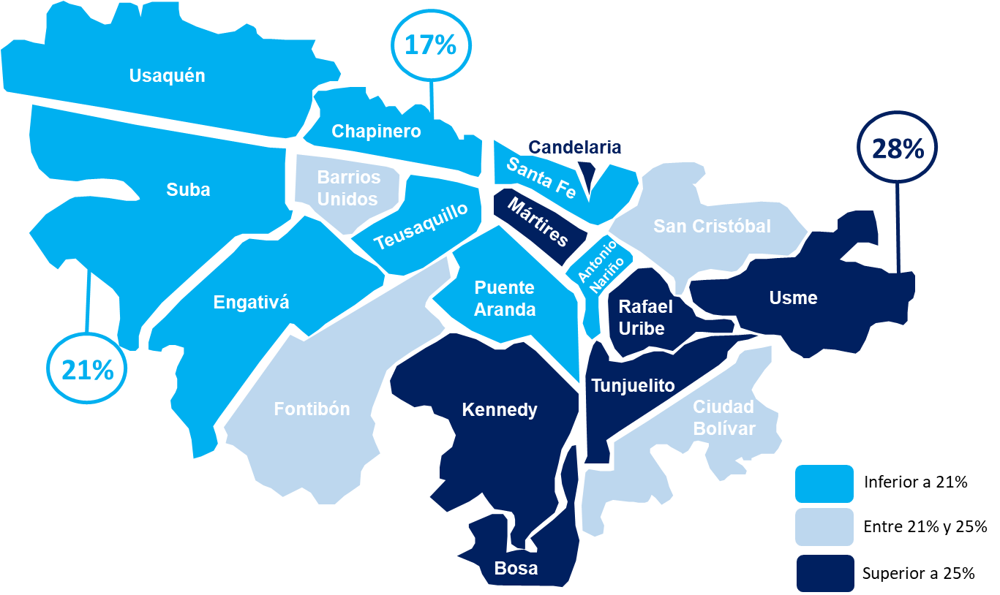 17%
Usaquén
Chapinero
Candelaria
28%
Santa Fe
Barrios
Unidos
Suba
Mártires
Teusaquillo
San Cristóbal
Antonio
Nariño
Puente
Aranda
Engativá
Rafael
Uribe
Usme
21%
Tunjuelito
Fontibón
Kennedy
Ciudad
Bolívar
Bosa
Inferior a 21%
Entre 21% y 25%
Superior a 25%